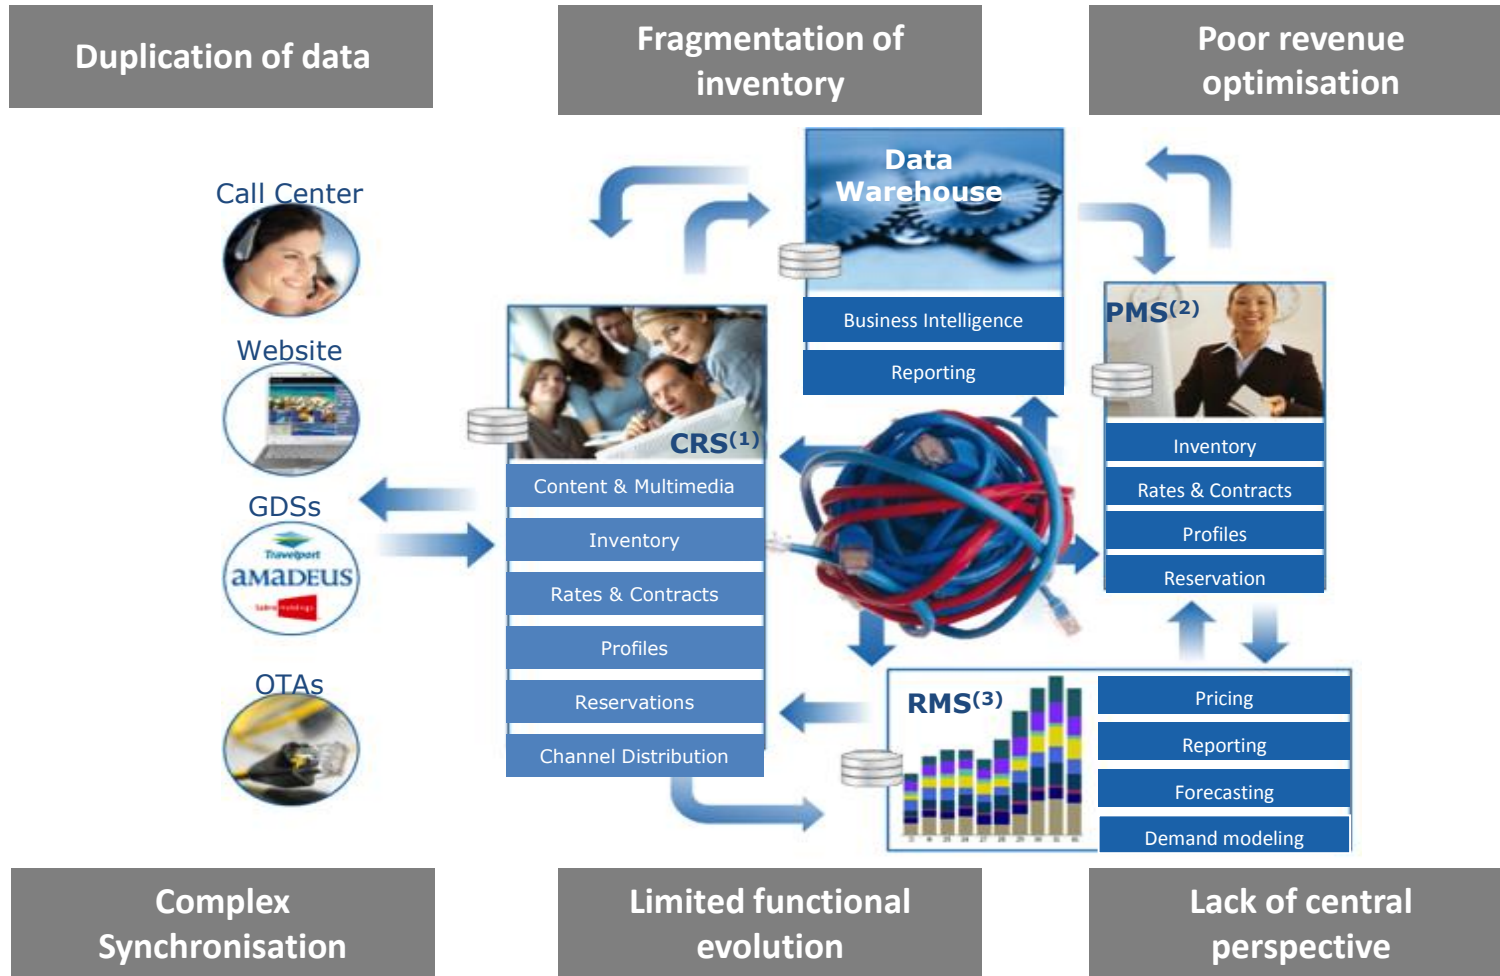 Duplication of data
Fragmentation of
inventory
Poor revenue
optimisation
Call Center
Website
GDSs
Travelport
amadeus
Sabre Holdings
OTAs
Data
Warehouse
Business Intelligence
Reporting
CRS(1)
Content & Multimedia
Inventory
Rates & Contracts
Profiles
Reservations
Channel Distribution
PMS(2)
Inventory
Rates & Contracts
Profiles
Reservation
RMS(3)
Pricing
Reporting
Forecasting
Demand modeling
Complex
Synchronisation
Limited functional
evolution
Lack of central
perspective